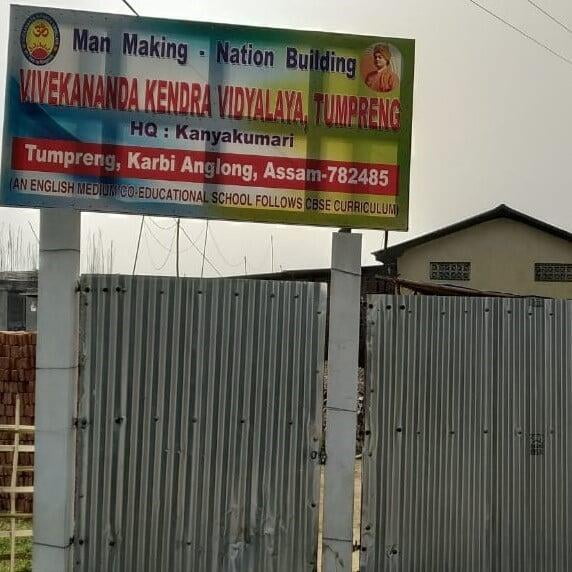 Man Making - Nation Building
VIVEKANANDA KENDRA VIDYALAYA, TUMPRENG
HQ : Kanyakumari
Tumpreng, Karbi Anglong, Assam-782485
(AN ENGLISH MEDIUM CO-EDUCATIONAL SCHOOL FOLLOWS CBSE CURRICULUM)
ॐ